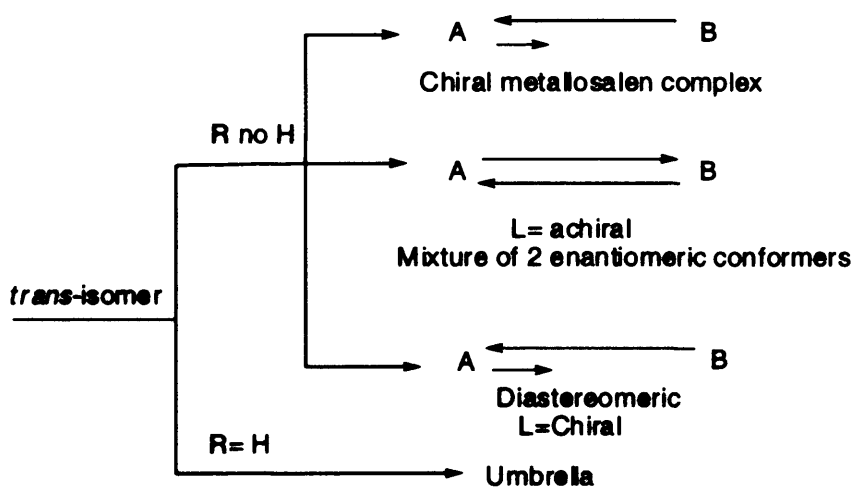 A B
Chiral metallosalen complex
R no H
A B
L= achiral
Mixture of 2 enantiomeric conformers
trans-isomer
A B
Diastereomeric
L=Chiral
R= H
Umbrella